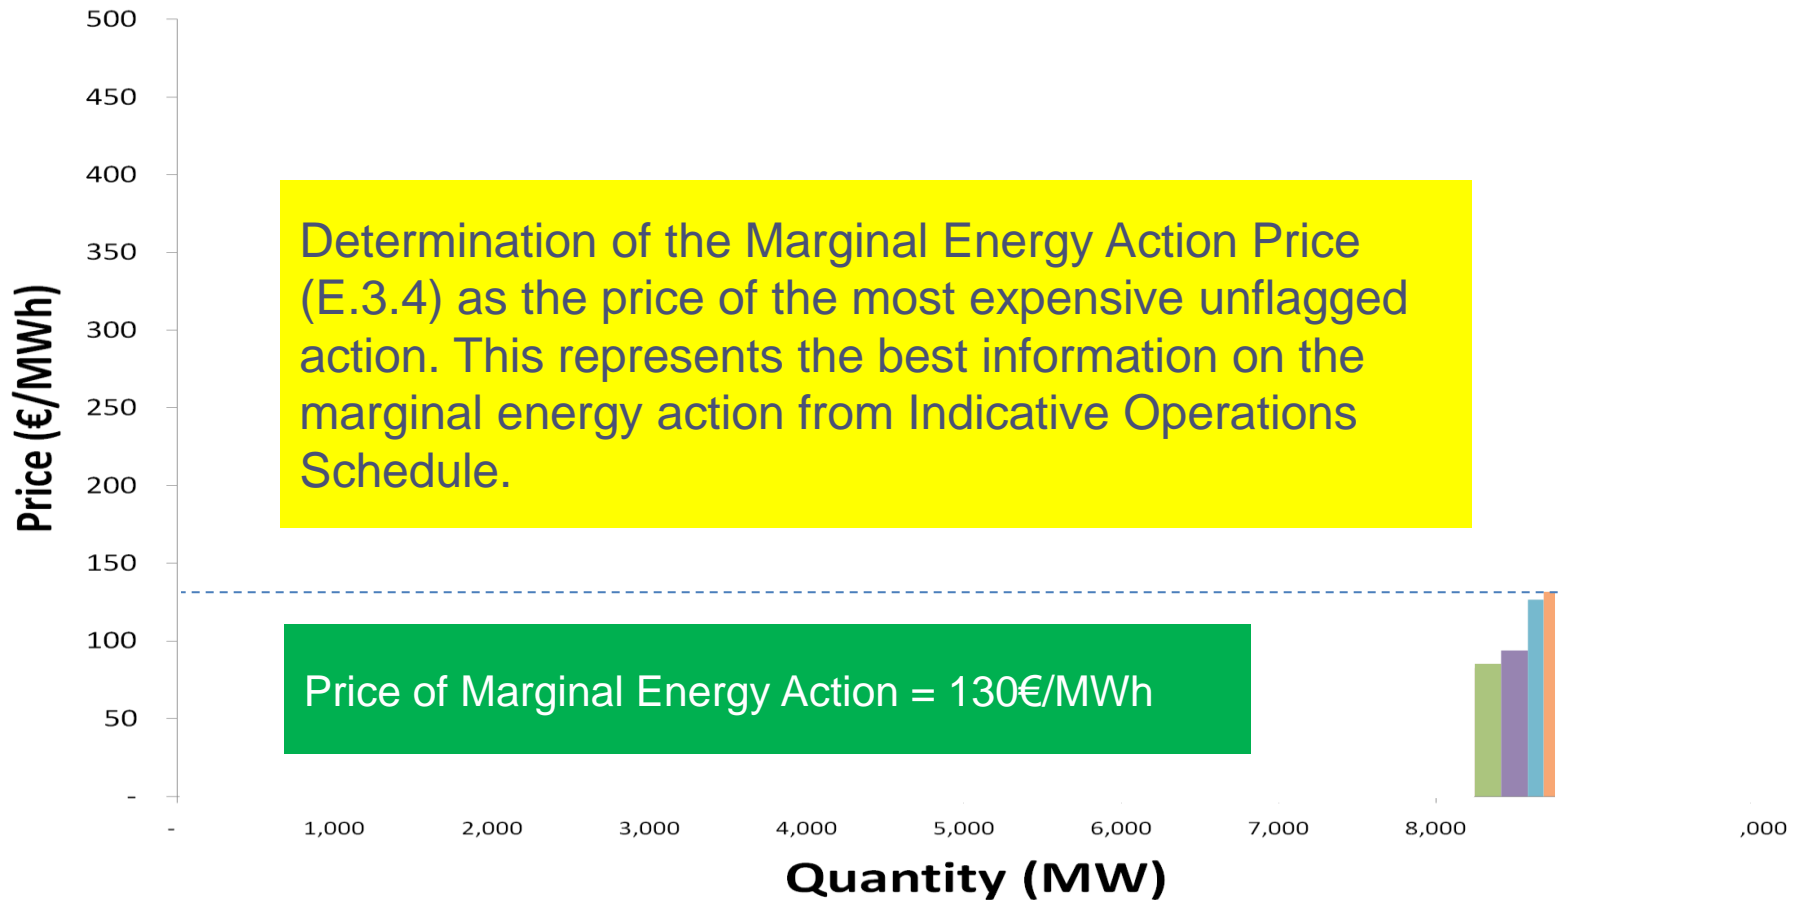 500
450
400
350
300
250
200
150
100
50
-
Price (€/MWh)
Determination of the Marginal Energy Action Price
(E.3.4) as the price of the most expensive unflagged
action. This represents the best information on the
marginal energy action from Indicative Operations
Schedule.
Price of Marginal Energy Action = 130€/MWh
- 1,000 2,000 3,000 4,000 5,000 6,000 7,000 8,000 ,000
Quantity (MW)